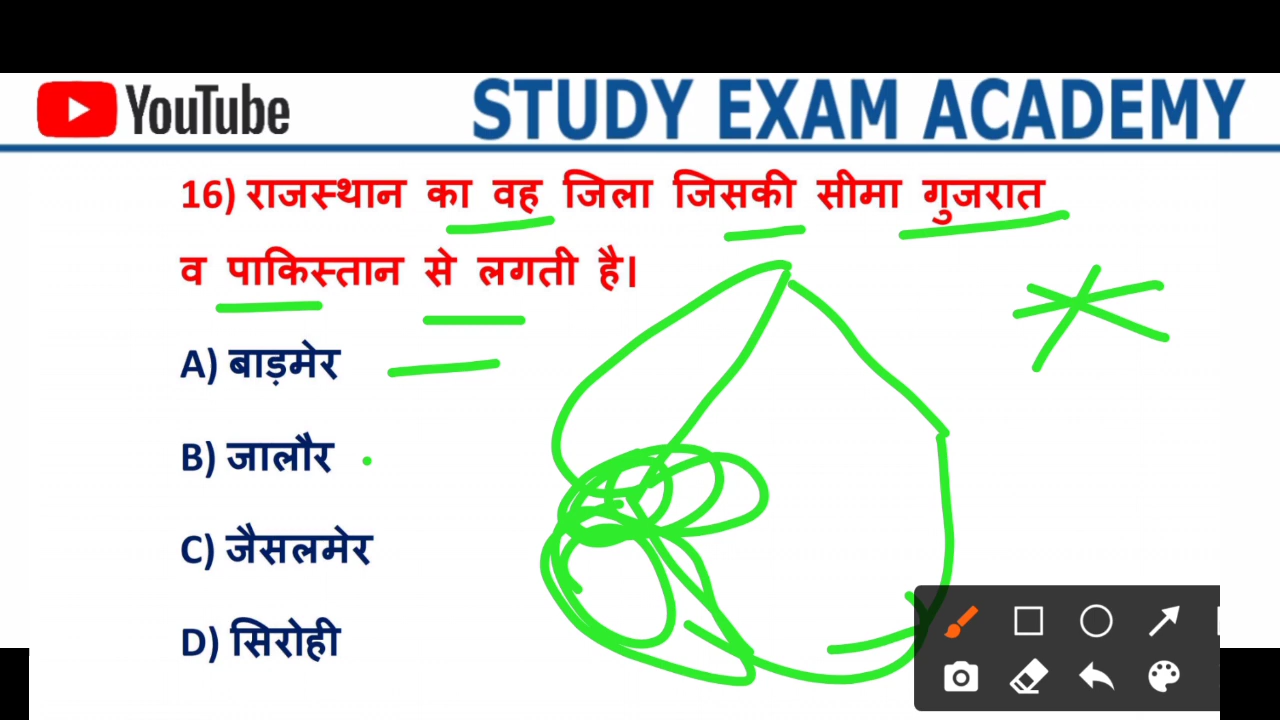 YouTube STUDY EXAM ACADEMY
16) राजस्थान का वह जिला जिसकी सीमा गुजरात
व पाकिस्तान से लगती है।
A) बाड़मेर
B) जालौर
C) जैसलमेर
D) सिरोही